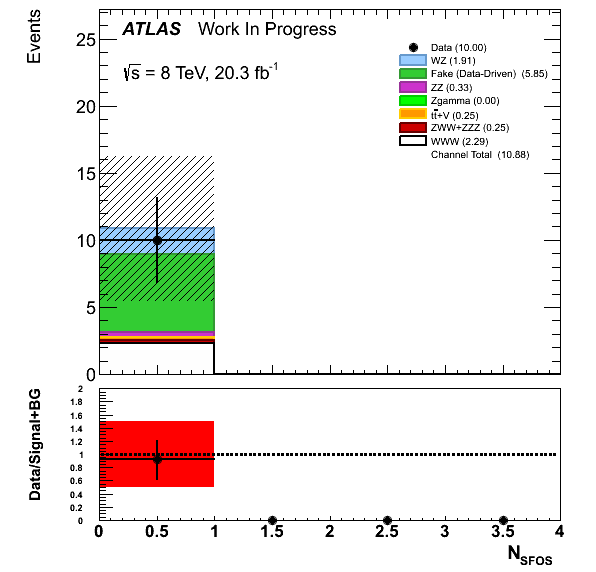 Events
ATLAS Work In Progress
√s = 8 TeV, 20.3 fb-1
Data (10.00)
WZ (1.91)
Fake (Data-Driven) (5.85)
ZZ (0.33)
Zgamma (0.00)
tt̄+V (0.25)
ZWW+ZZZ (0.25)
WWW (2.29)
Channel Total (10.88)
25
20
15
10
5
0
Data/Signal+BG
2
1.8
1.6
1.4
1.2
1
0.8
0.6
0.4
0.2
0
0 0.5 1 1.5 2 2.5 3 3.5 4
NSFOS